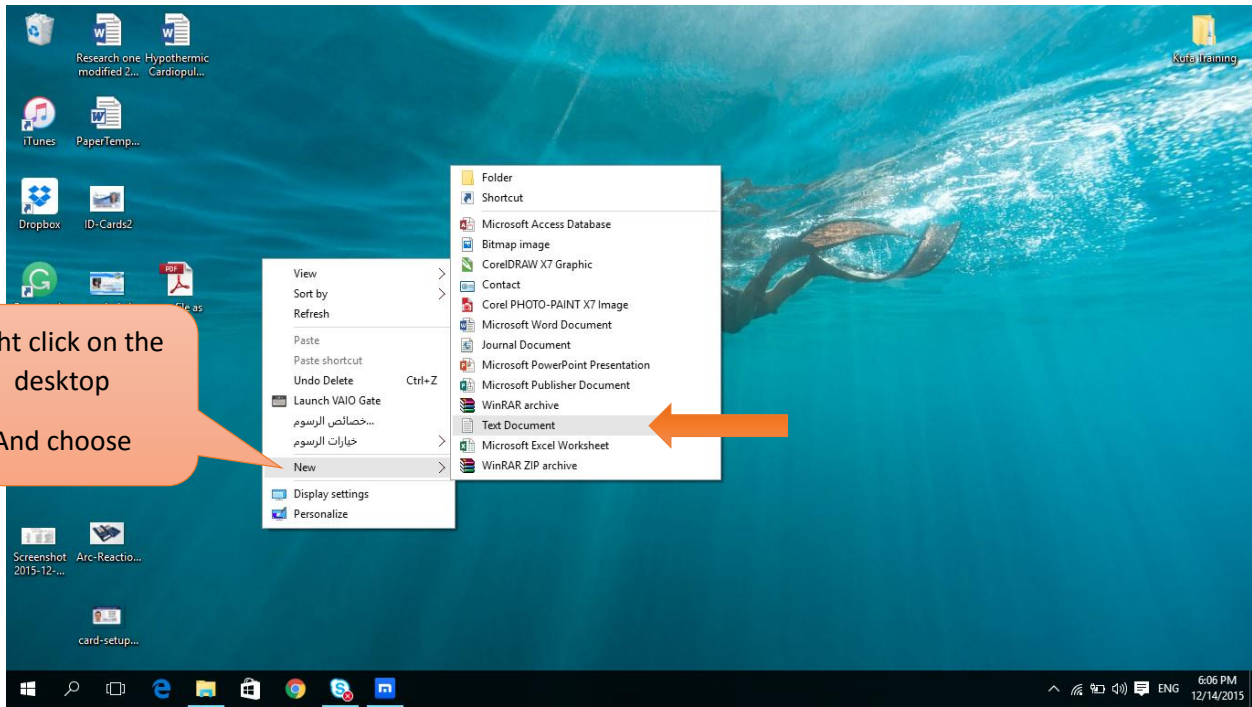 Research one
modified 2...
Hypothermic
Cardiopul...
Kufa Training
iTunes
PaperTemp...
Dropbox
ID-Cards2
PDF
file as
ht click on the
desktop
And choose
View
Sort by
Refresh
Paste
Paste shortcut
Undo Delete Ctrl+Z
Launch VAIO Gate
خصائص الرسوم...
خيارات الرسوم
New
Display settings
Personalize
Folder
Shortcut
Microsoft Access Database
Bitmap image
CorelDRAW X7 Graphic
Contact
Corel PHOTO-PAINT X7 Image
Microsoft Word Document
Journal Document
Microsoft PowerPoint Presentation
Microsoft Publisher Document
WinRAR archive
Text Document
Microsoft Excel Worksheet
WinRAR ZIP archive
Screenshot
2015-12-...
Arc-Reactio...
card-setup...
ENG
6:06 PM
12/14/2015